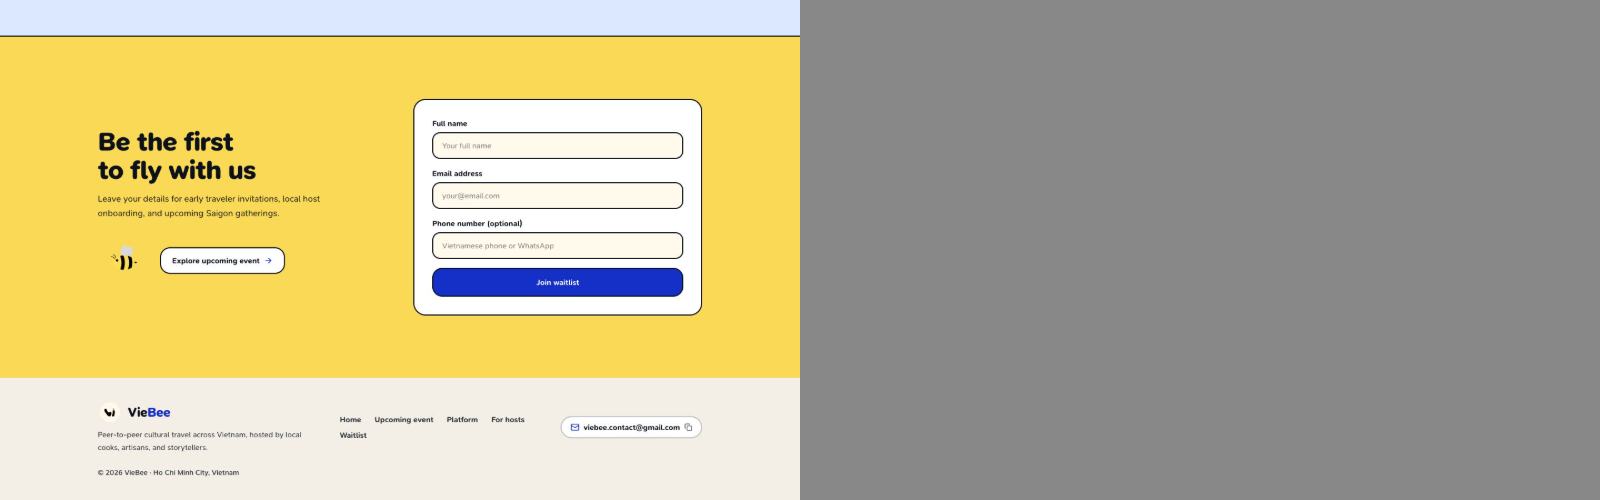 Be the first
to fly with us
Leave your details for early traveler invitations, local host
onboarding, and upcoming Saigon gatherings.
Explore upcoming event →
Full name
Your full name
Email address
your@email.com
Phone number (optional)
Vietnamese phone or WhatsApp
Join waitlist
VieBee
Peer-to-peer cultural travel across Vietnam, hosted by local
cooks, artisans, and storytellers.
© 2026 VieBee · Ho Chi Minh City, Vietnam
Home Upcoming event Platform For hosts
Waitlist
viebee.contact@gmail.com